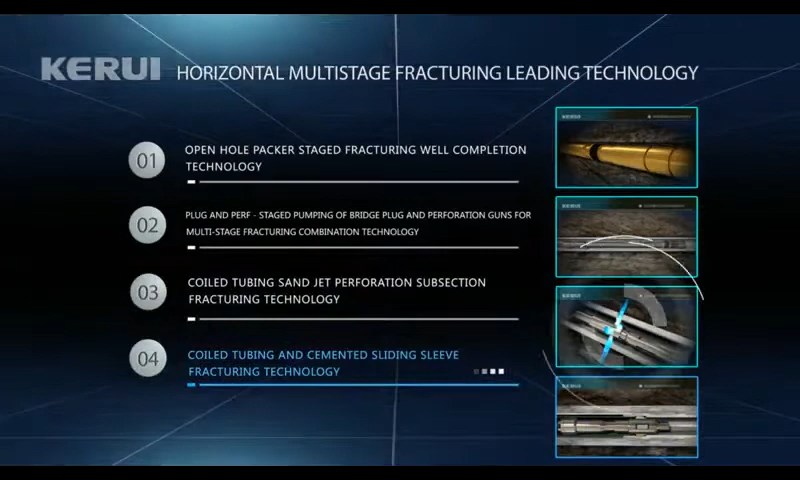 KERUI HORIZONTAL MULTISTAGE FRACTURING LEADING TECHNOLOGY
01 OPEN HOLE PACKER STAGED FRACTURING WELL COMPLETION
TECHNOLOGY
02 PLUG AND PERF - STAGED PUMPING OF BRIDGE PLUG AND PERFORATION GUNS FOR
MULTI-STAGE FRACTURING COMBINATION TECHNOLOGY
03 COILED TUBING SAND JET PERFORATION SUBSECTION
FRACTURING TECHNOLOGY
04 COILED TUBING AND CEMENTED SLIDING SLEEVE
FRACTURING TECHNOLOGY